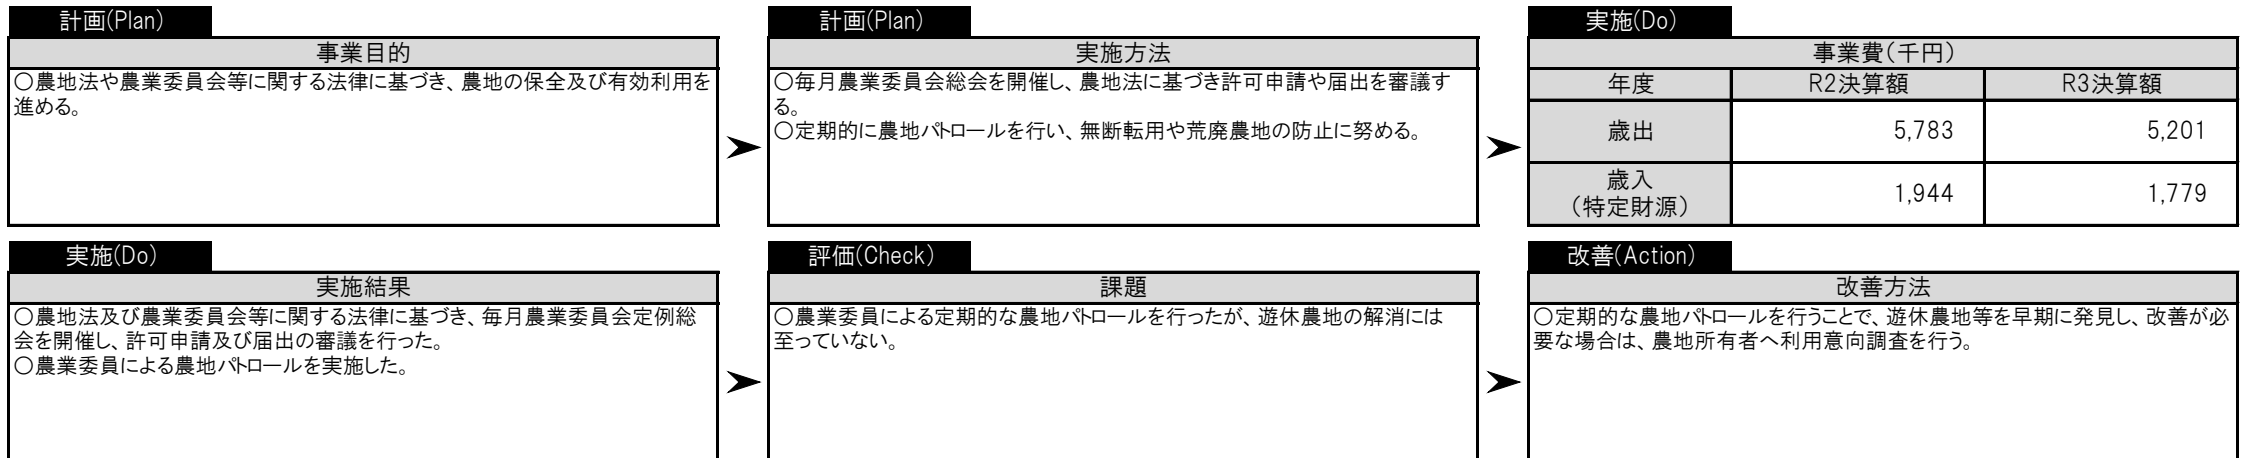 計画(Plan)
事業目的
○農地法や農業委員会等に関する法律に基づき、農地の保全及び有効利用を
進める。
計画(Plan)
実施方法
○毎月農業委員会総会を開催し、農地法に基づき許可申請や届出を審議す
る。
○定期的に農地パトロールを行い、無断転用や荒廃農地の防止に努める。
実施(Do)
事業費(千円)
年度 R2決算額 R3決算額
歳出 5,783 5,201
歳入
(特定財源) 1,944 1,779
実施(Do)
実施結果
○農地法及び農業委員会等に関する法律に基づき、毎月農業委員会定例総
会を開催し、許可申請及び届出の審議を行った。
○農業委員による農地パトロールを実施した。
評価(Check)
課題
○農業委員による定期的な農地パトロールを行ったが、遊休農地の解消には
至っていない。
改善(Action)
改善方法
○定期的な農地パトロールを行うことで、遊休農地等を早期に発見し、改善が必
要な場合は、農地所有者へ利用意向調査を行う。